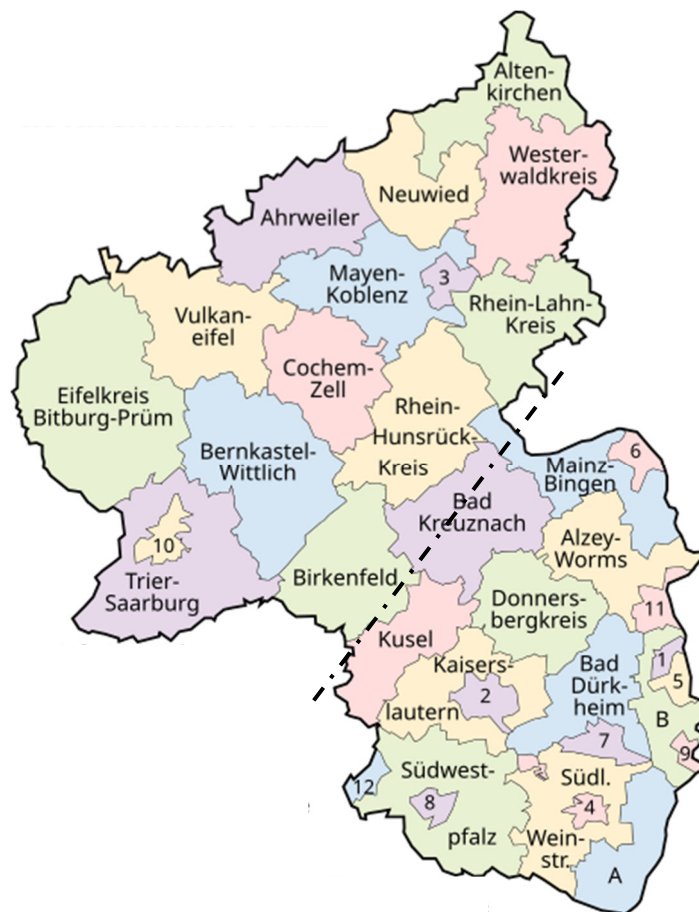 Alten-
kirchen
Wester-
waldkreis
Neuwied
Ahrweiler
Mayen-
Koblenz
3
Rhein-Lahn-
Kreis
Vulkan-
eifel
Cochem-
Zell
Eifelkreis
Bitburg-Prüm
Rhein-
Hunsrück-
Kreis
Bernkastel-
Wittlich
Mainz-
Bingen
6
Bad
Kreuznach
Alzey-
Worms
10
Trier-
Saarburg
Birkenfeld
Donners-
bergkreis
11
Kusel
Kaisers-
lautern
2
Bad
Dürk-
heim
1
5
B
7
9
Südwest-
pfalz
12
8
Südl.
4
Wein-
str.
A